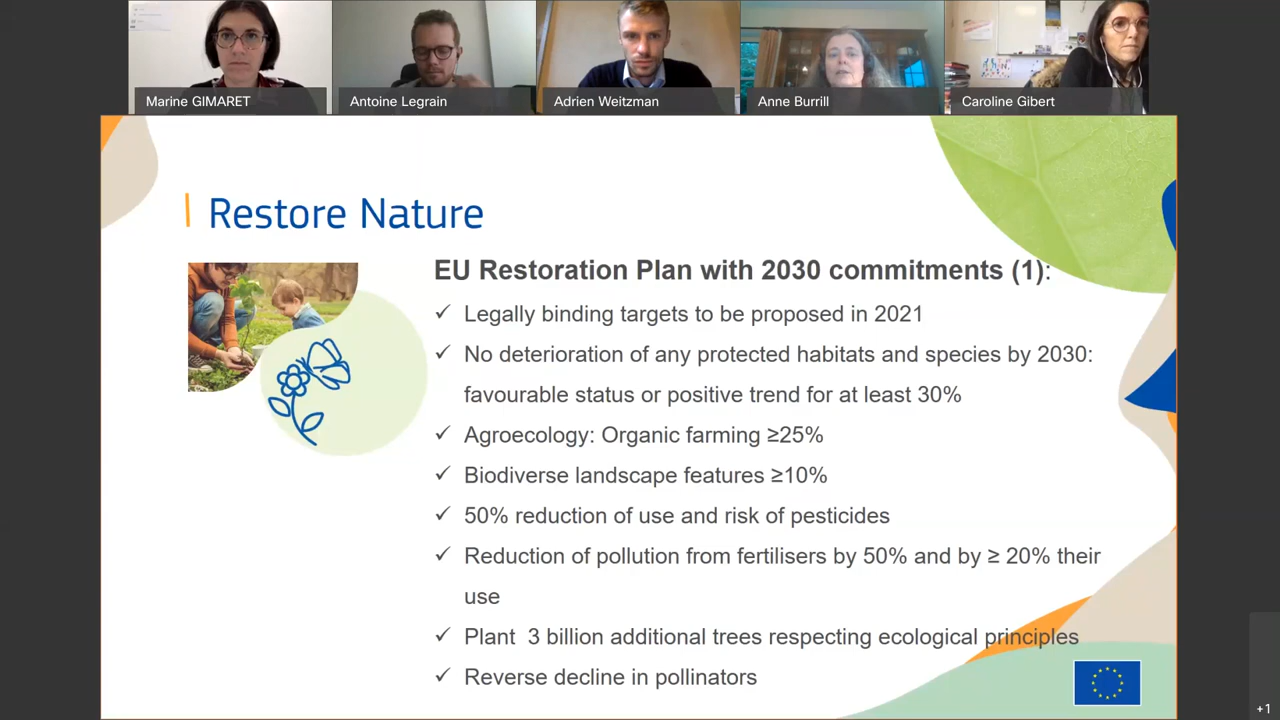 Marine GIMARET
Antoine Legrain
Adrien Weitzman
Anne Burrill
Caroline Gibert
Restore Nature
EU Restoration Plan with 2030 commitments (1):
✓ Legally binding targets to be proposed in 2021
✓ No deterioration of any protected habitats and species by 2030:
favourable status or positive trend for at least 30%
✓ Agroecology: Organic farming ≥25%
✓ Biodiverse landscape features ≥10%
✓ 50% reduction of use and risk of pesticides
✓ Reduction of pollution from fertilisers by 50% and by ≥ 20% their
use
✓ Plant  3 billion additional trees respecting ecological principles
✓ Reverse decline in pollinators
+1